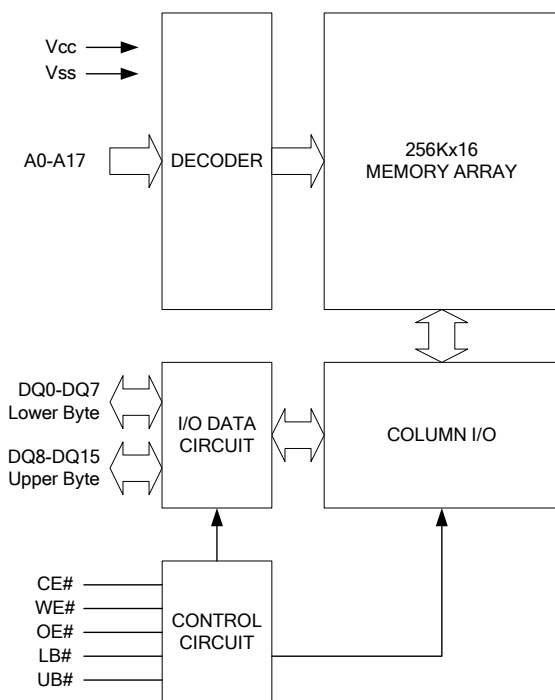 Vcc
Vss
A0-A17
DECODER
256Kx16
MEMORY ARRAY
DQ0-DQ7
Lower Byte
DQ8-DQ15
Upper Byte
I/O DATA
CIRCUIT
COLUMN I/O
CE#
WE#
OE#
LB#
UB#
CONTROL
CIRCUIT